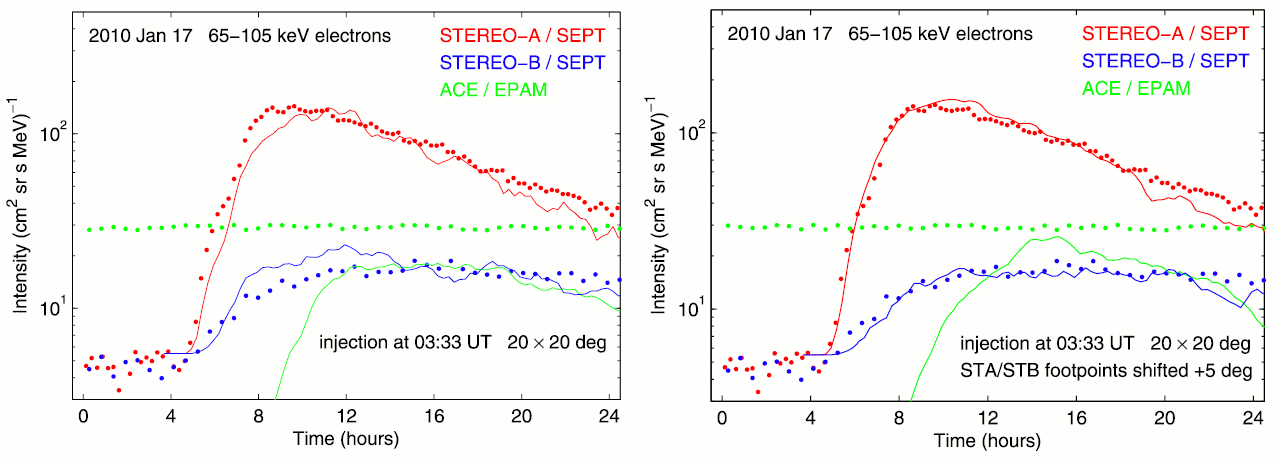 2010 Jan 17 65−105 keV electrons
STEREO−A / SEPT
STEREO−B / SEPT
ACE / EPAM
10²
10¹
Intensity (cm² sr s MeV)⁻¹
injection at 03:33 UT 20 × 20 deg
0 4 8 12 16 20 24
Time (hours)
2010 Jan 17 65−105 keV electrons
STEREO−A / SEPT
STEREO−B / SEPT
ACE / EPAM
10²
10¹
Intensity (cm² sr s MeV)⁻¹
injection at 03:33 UT 20 × 20 deg
STA/STB footpoints shifted +5 deg
0 4 8 12 16 20 24
Time (hours)